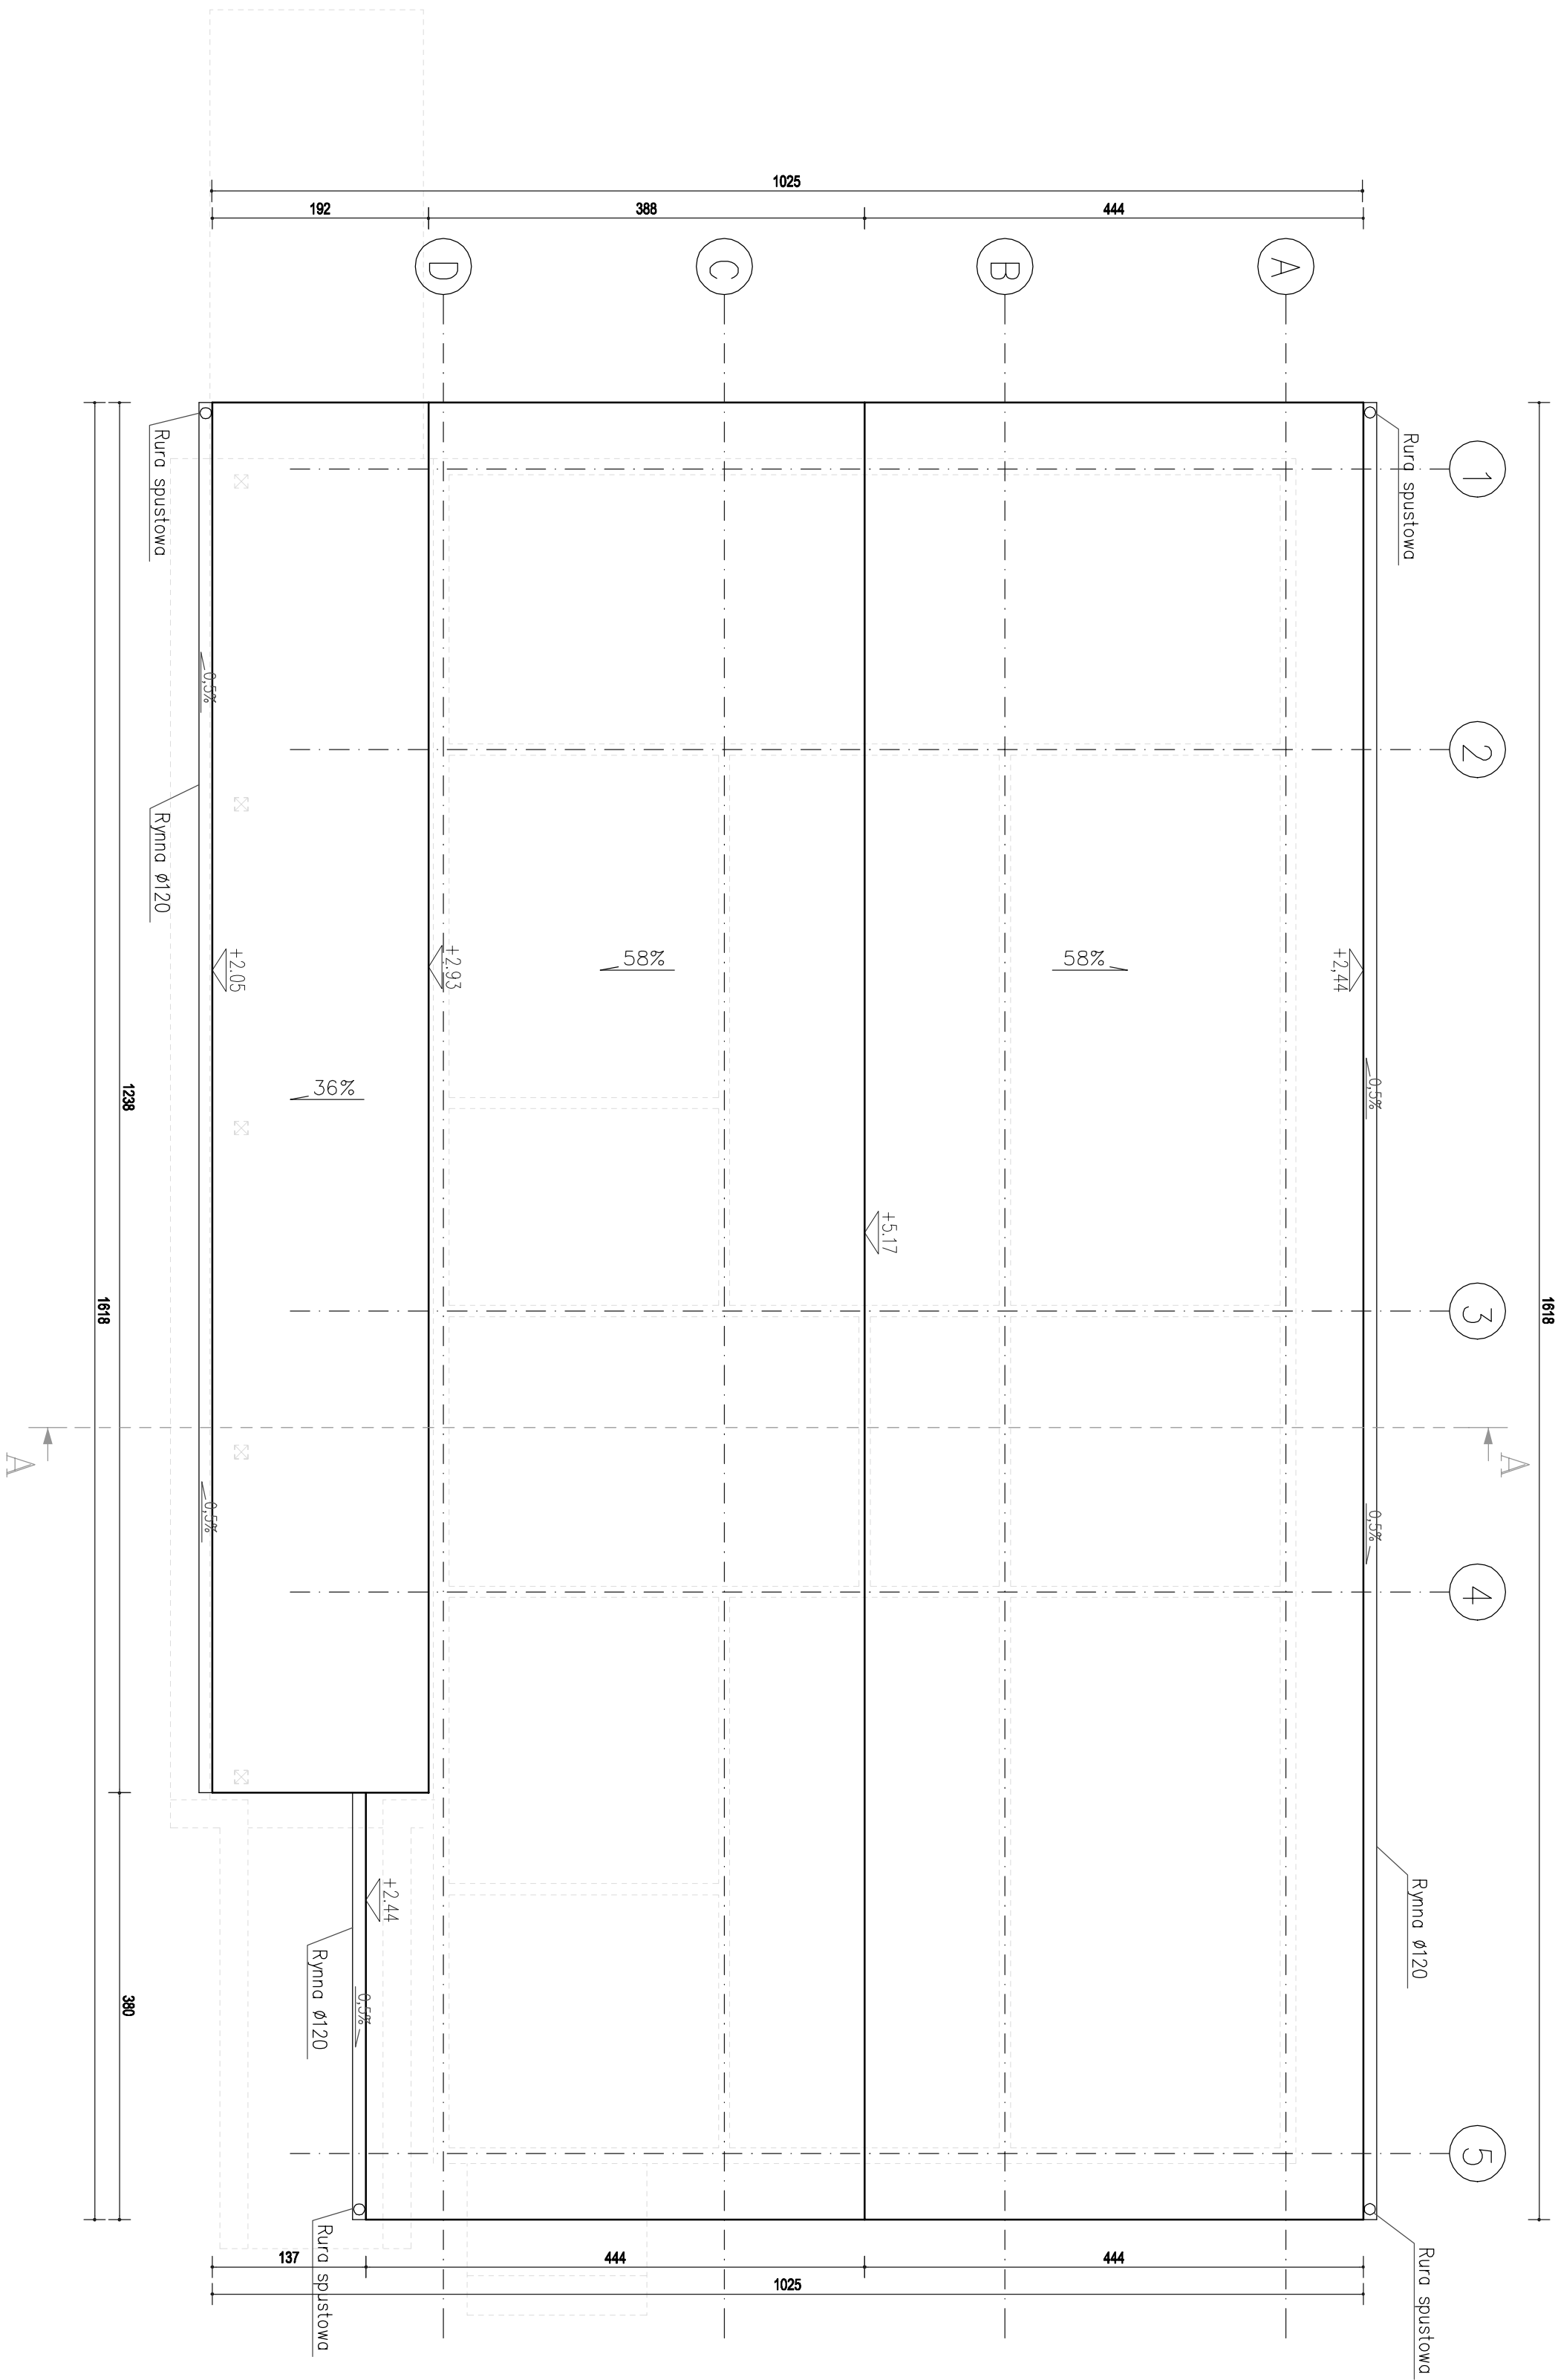 1025
192
388
444
D
C
B
A
1
2
3
4
5
Rura spustowa
Rura spustowa
1618
0,5%
Rynna ø120
+2.05
+2.93
58%
58%
+2,44
36%
0,5%
1238
1618
+5.17
A
A
0,5%
0,5%
Rynna ø120
+2.44
Rynna ø120
0,5%
380
Rura spustowa
Rura spustowa
137
444
444
1025